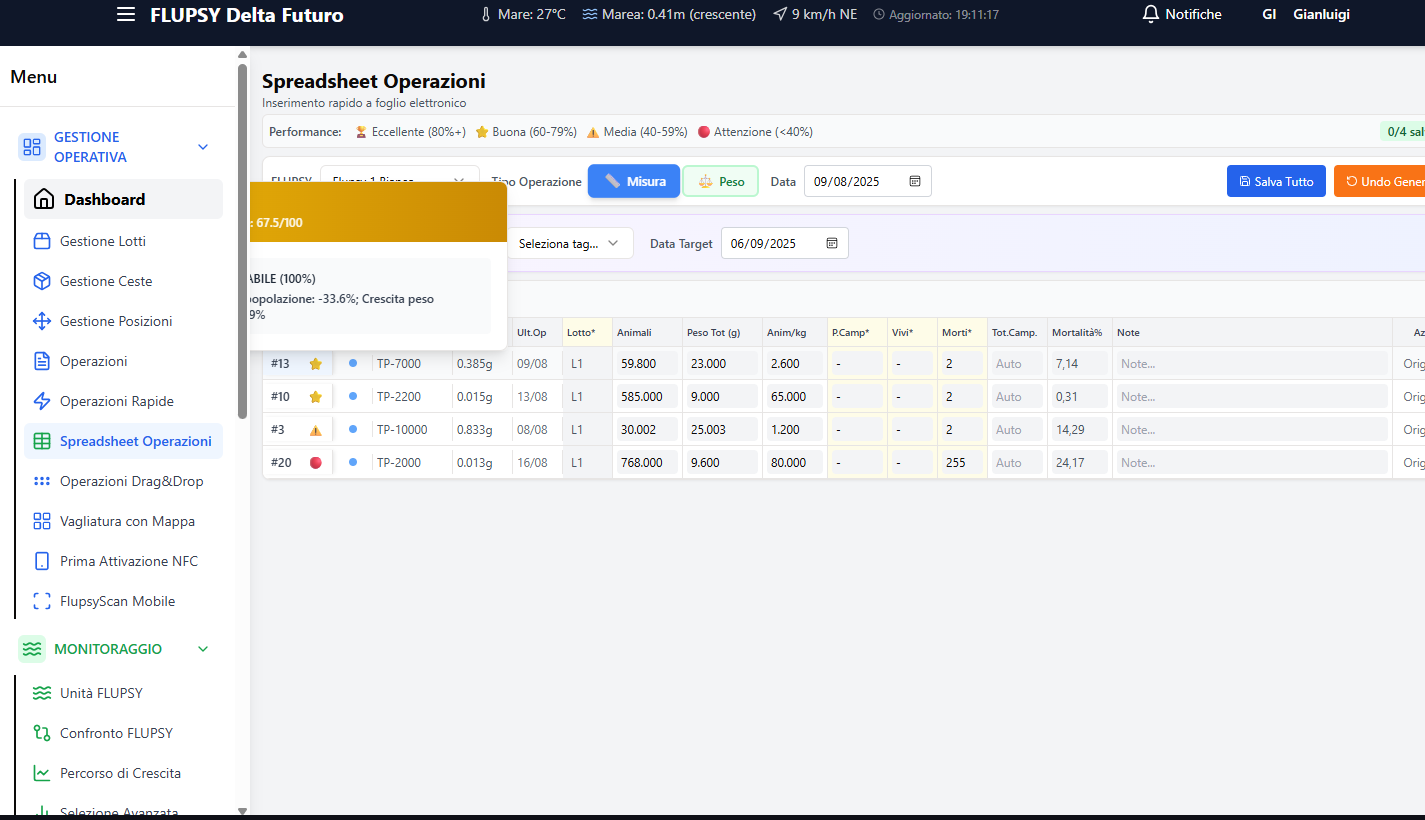 FLUPSY Delta Futuro
Mare: 27°C Marea: 0.41m (crescente) 9 km/h NE Aggiornato: 19:11:17
Notifiche GI Gianluigi
Menu
GESTIONE
OPERATIVA
Dashboard
Gestione Lotti
Gestione Ceste
Gestione Posizioni
Operazioni
Operazioni Rapide
Spreadsheet Operazioni
Operazioni Drag&Drop
Vagliatura con Mappa
Prima Attivazione NFC
FlupsyScan Mobile
MONITORAGGIO
Unità FLUPSY
Confronto FLUPSY
Percorso di Crescita
Selezione Avanzata
Spreadsheet Operazioni
Inserimento rapido a foglio elettronico
Performance: Eccellente (80%+) Buona (60-79%) Media (40-59%) Attenzione (<40%) 0/4 sal
FLUPSY Flupsy 1 Bianco Tipo Operazione Misura Peso Data 09/08/2025 Salva Tutto Undo Gener
: 67.5/100
Seleziona tag... Data Target 06/09/2025
ABILE (100%)
opolazione: -33.6%; Crescita peso
9%
Ult.Op Lotto* Animali Peso Tot (g) Anim/kg P.Camp* Vivi* Morti* Tot.Camp. Mortalità% Note Az
#13 TP-7000 0.385g 09/08 L1 59.800 23.000 2.600 - - 2 Auto 7,14 Note... Orig
#10 TP-2200 0.015g 13/08 L1 585.000 9.000 65.000 - - 2 Auto 0,31 Note... Orig
#3 TP-10000 0.833g 08/08 L1 30.002 25.003 1.200 - - 2 Auto 14,29 Note... Orig
#20 TP-2000 0.013g 16/08 L1 768.000 9.600 80.000 - - 255 Auto 24,17 Note... Orig